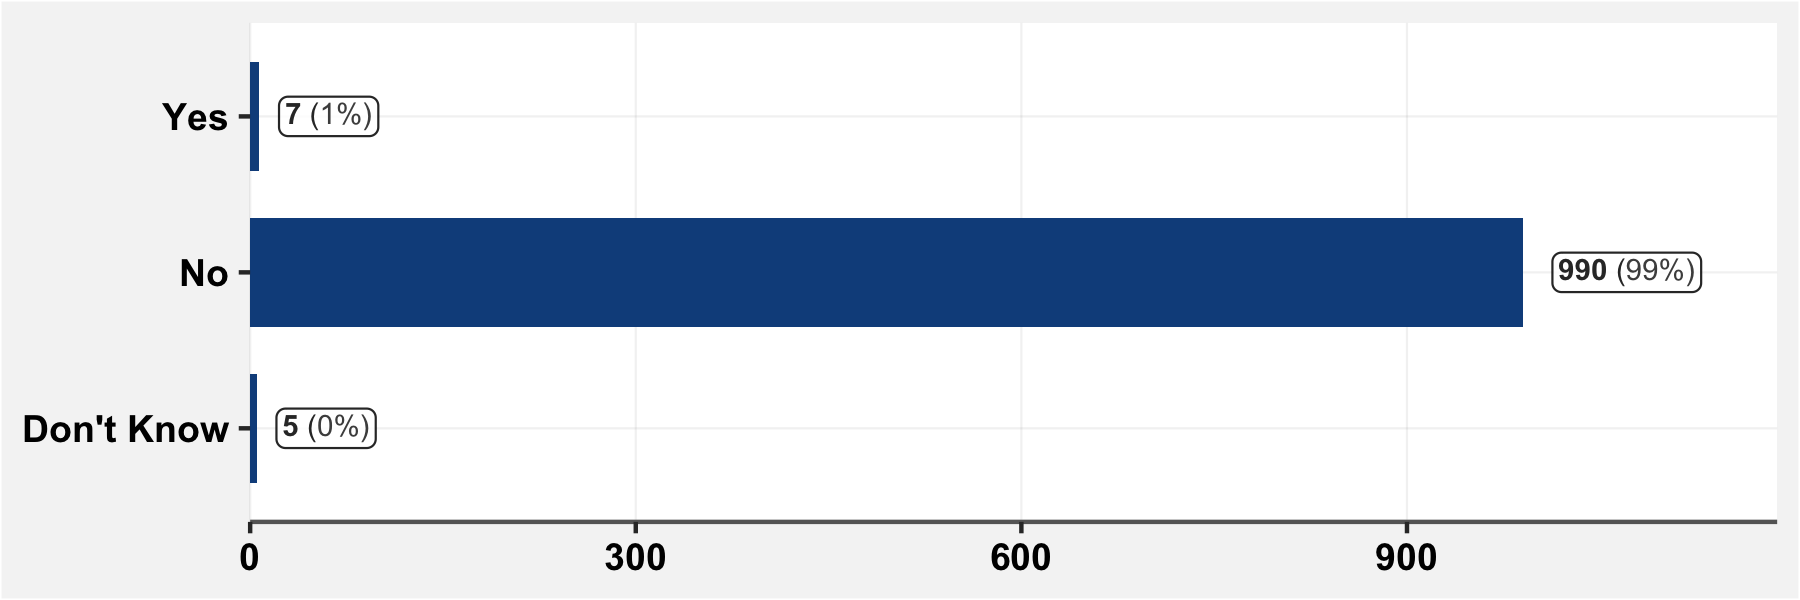 Yes 7 (1%)
No 990 (99%)
Don't Know 5 (0%)
0 300 600 900